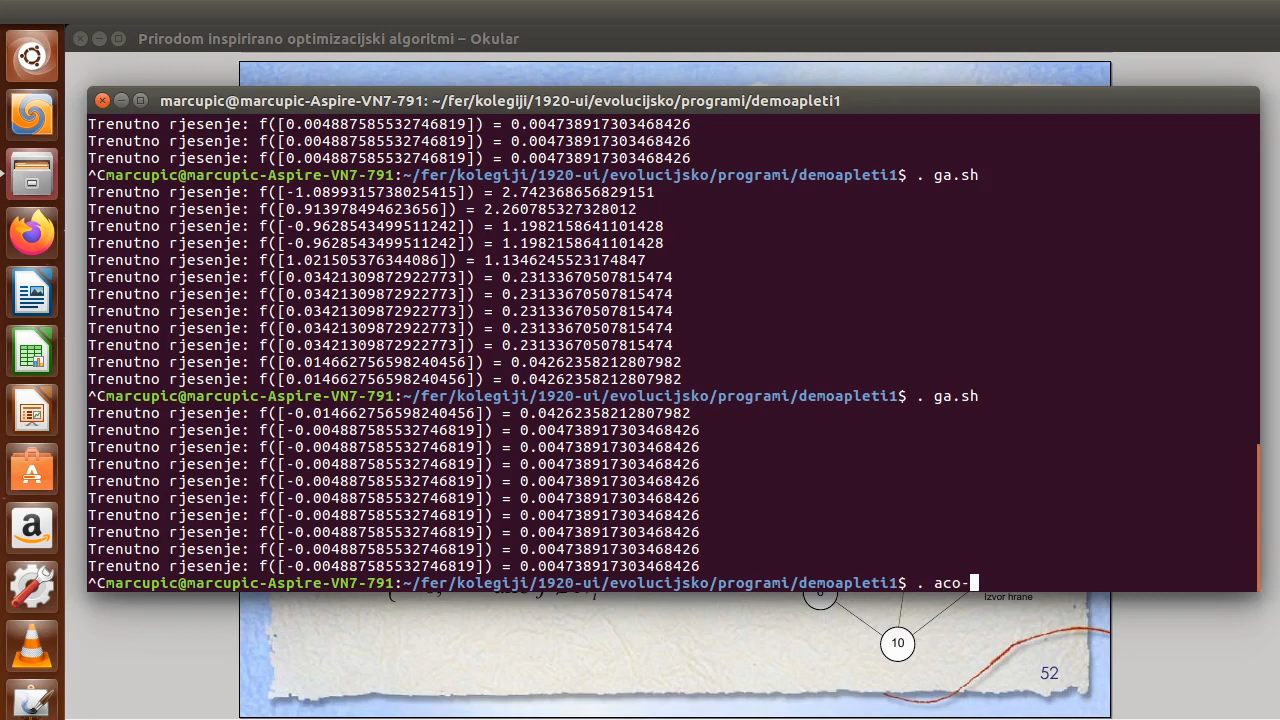 Prirodom inspirirano optimizacijski algoritmi – Okular
marcupic@marcupic-Aspire-VN7-791: ~/fer/kolegiji/1920-ui/evolucijsko/programi/demoapleti1
Trenutno rjesenje: f([0.004887585532746819]) = 0.004738917303468426
Trenutno rjesenje: f([0.004887585532746819]) = 0.004738917303468426
Trenutno rjesenje: f([0.004887585532746819]) = 0.004738917303468426
^Cmarcupic@marcupic-Aspire-VN7-791:~/fer/kolegiji/1920-ui/evolucijsko/programi/demoapleti1$ . ga.sh
Trenutno rjesenje: f([-1.0899315738025415]) = 2.742368656829151
Trenutno rjesenje: f([0.913978494623656]) = 2.260785327328012
Trenutno rjesenje: f([-0.9628543499511242]) = 1.1982158641101428
Trenutno rjesenje: f([-0.9628543499511242]) = 1.1982158641101428
Trenutno rjesenje: f([1.021505376344086]) = 1.1346245523174847
Trenutno rjesenje: f([0.03421309872922773]) = 0.23133670507815474
Trenutno rjesenje: f([0.03421309872922773]) = 0.23133670507815474
Trenutno rjesenje: f([0.03421309872922773]) = 0.23133670507815474
Trenutno rjesenje: f([0.03421309872922773]) = 0.23133670507815474
Trenutno rjesenje: f([0.03421309872922773]) = 0.23133670507815474
Trenutno rjesenje: f([0.014662756598240456]) = 0.04262358212807982
Trenutno rjesenje: f([0.014662756598240456]) = 0.04262358212807982
^Cmarcupic@marcupic-Aspire-VN7-791:~/fer/kolegiji/1920-ui/evolucijsko/programi/demoapleti1$ . ga.sh
Trenutno rjesenje: f([-0.014662756598240456]) = 0.04262358212807982
Trenutno rjesenje: f([-0.004887585532746819]) = 0.004738917303468426
Trenutno rjesenje: f([-0.004887585532746819]) = 0.004738917303468426
Trenutno rjesenje: f([-0.004887585532746819]) = 0.004738917303468426
Trenutno rjesenje: f([-0.004887585532746819]) = 0.004738917303468426
Trenutno rjesenje: f([-0.004887585532746819]) = 0.004738917303468426
Trenutno rjesenje: f([-0.004887585532746819]) = 0.004738917303468426
Trenutno rjesenje: f([-0.004887585532746819]) = 0.004738917303468426
Trenutno rjesenje: f([-0.004887585532746819]) = 0.004738917303468426
Trenutno rjesenje: f([-0.004887585532746819]) = 0.004738917303468426
^Cmarcupic@marcupic-Aspire-VN7-791:~/fer/kolegiji/1920-ui/evolucijsko/programi/demoapleti1$ . aco-
Izvor hrane
10
52